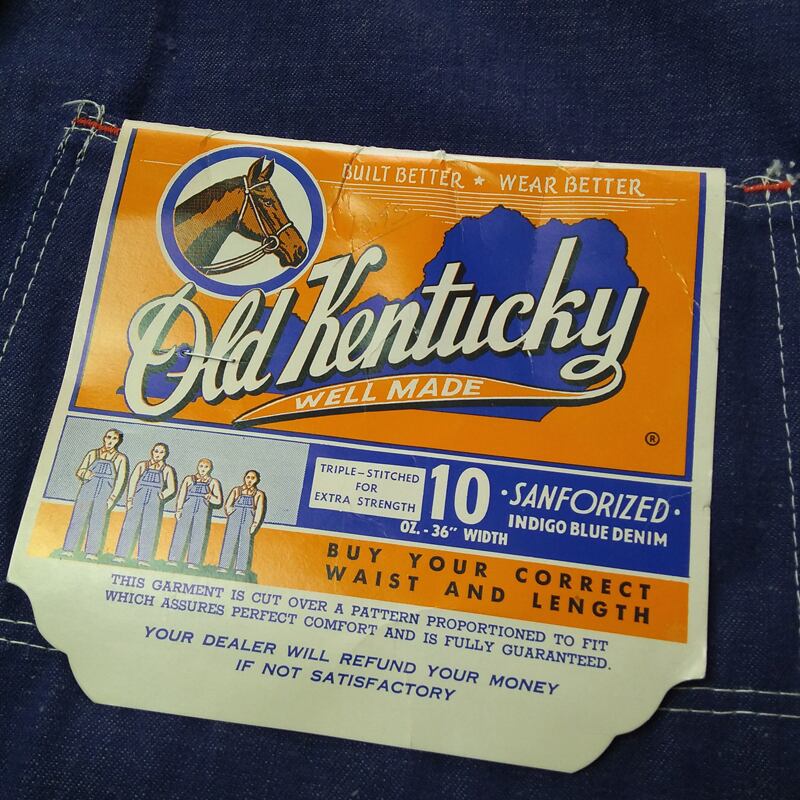 BUILT BETTER ★ WEAR BETTER
Old Kentucky
WELL MADE
®
TRIPLE-STITCHED
FOR
EXTRA STRENGTH
10
OZ. - 36" WIDTH
· SANFORIZED ·
INDIGO BLUE DENIM
BUY YOUR CORRECT
WAIST AND LENGTH
THIS GARMENT IS CUT OVER A PATTERN PROPORTIONED TO FIT
WHICH ASSURES PERFECT COMFORT AND IS FULLY GUARANTEED.
YOUR DEALER WILL REFUND YOUR MONEY
IF NOT SATISFACTORY